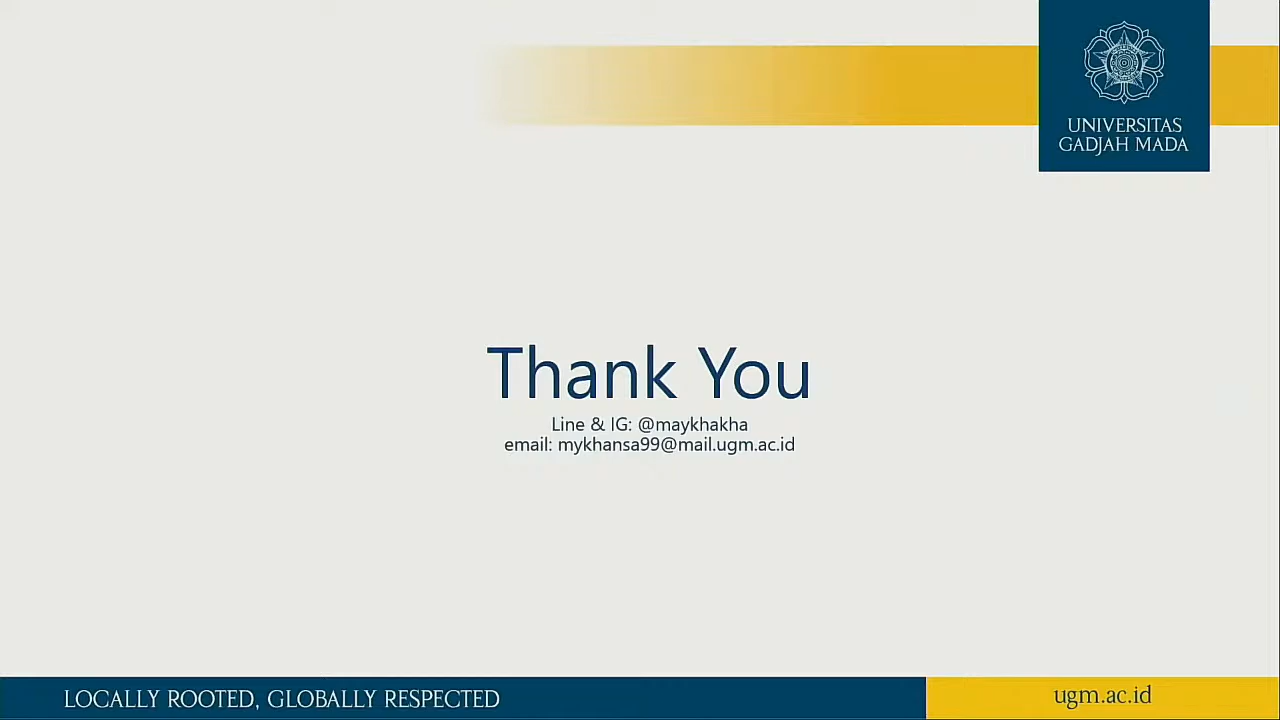 UNIVERSITAS
GADJAH MADA
Thank You
Line & IG: @maykhakha
email: mykhansa99@mail.ugm.ac.id
LOCALLY ROOTED, GLOBALLY RESPECTED
ugm.ac.id